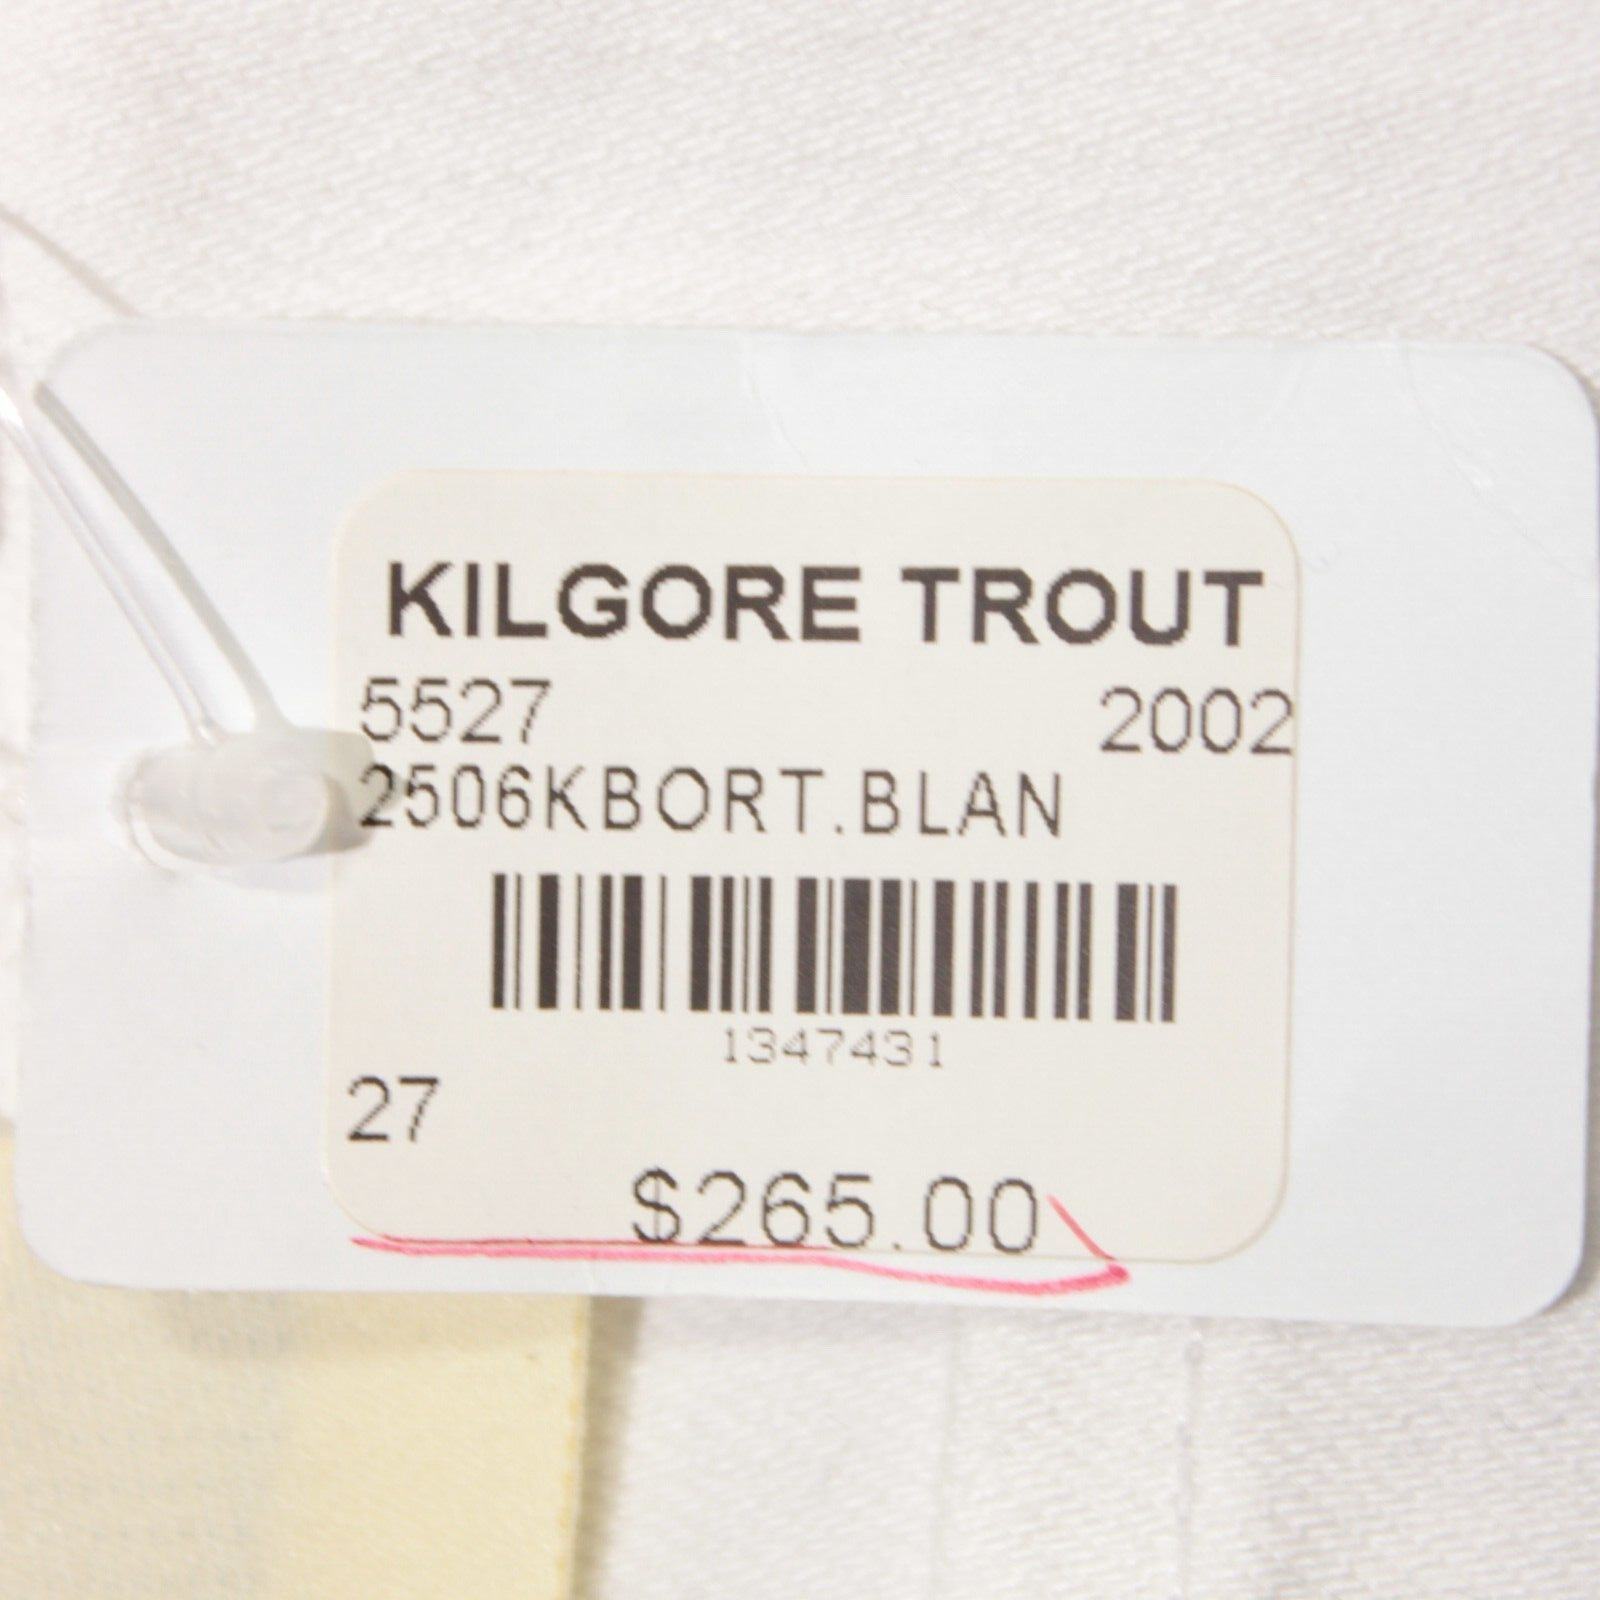 KILGORE TROUT
5527 2002
2506KBORT.BLAN
1347431
27
$265.00